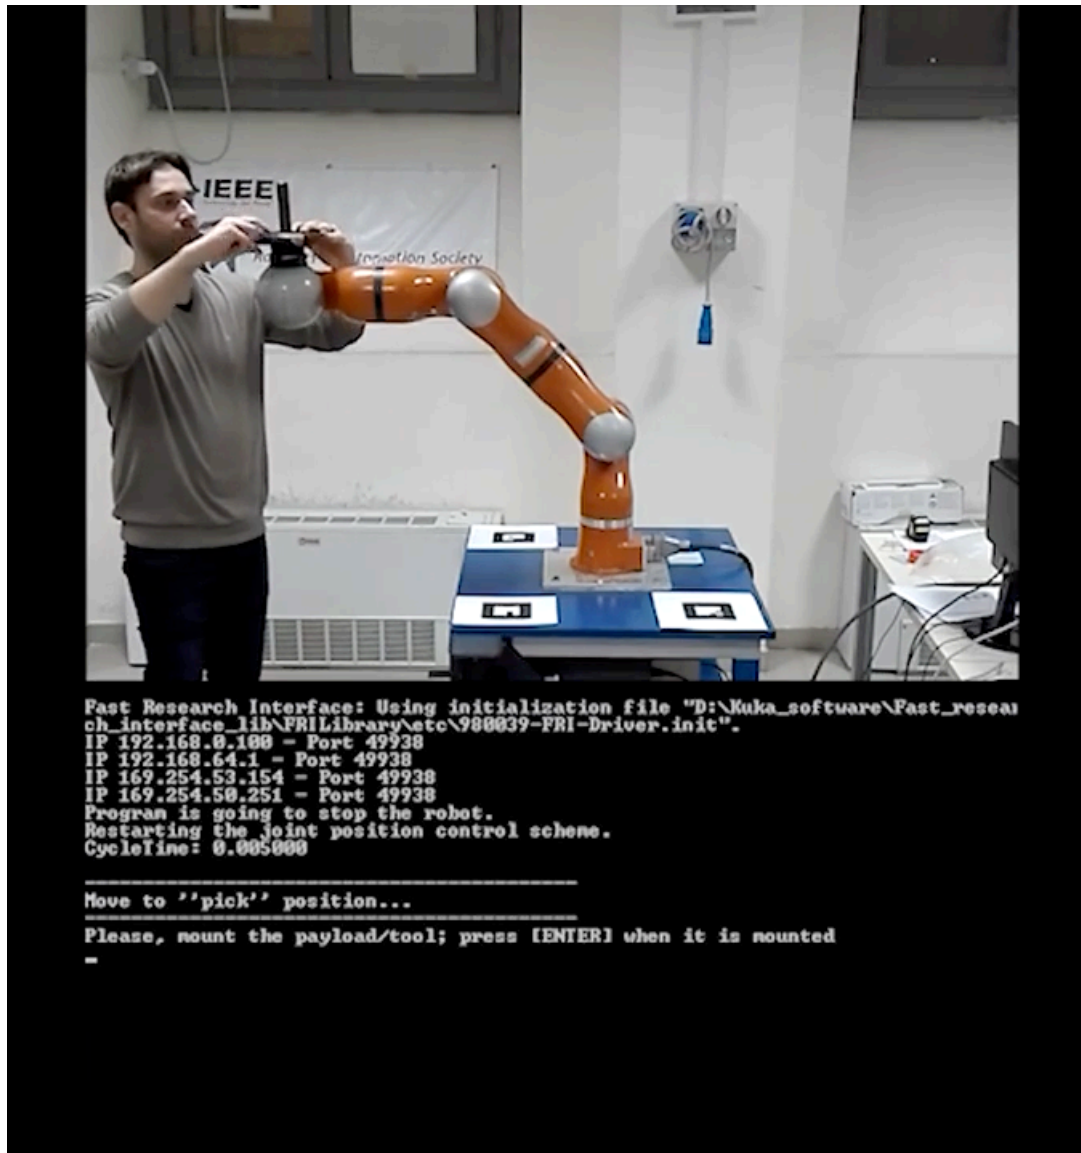 IEEE
Automation Society
Fast Research Interface: Using initialization file "D:\Kuka_software\Fast_resear
ch_interface_lib\FRILibrary\etc\980039-FRI-Driver.init".
IP 192.168.0.100 - Port 49938
IP 192.168.64.1 - Port 49938
IP 169.254.53.154 - Port 49938
IP 169.254.50.251 - Port 49938
Program is going to stop the robot.
Restarting the joint position control scheme.
CycleTime: 0.005000
Move to ''pick'' position...
Please, mount the payload/tool; press [ENTER] when it is mounted